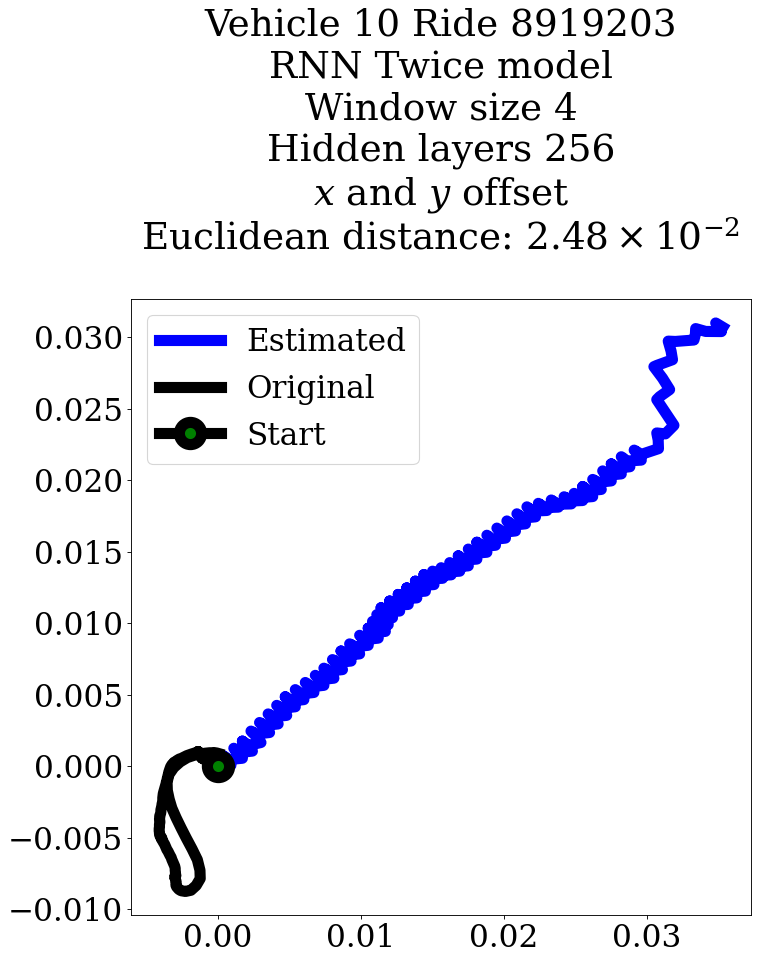 Vehicle 10 Ride 8919203
RNN Twice model
Window size 4
Hidden layers 256
x and y offset
Euclidean distance: 2.48 × 10⁻²
Estimated
Original
Start
0.030
0.025
0.020
0.015
0.010
0.005
0.000
−0.005
−0.010
0.00 0.01 0.02 0.03